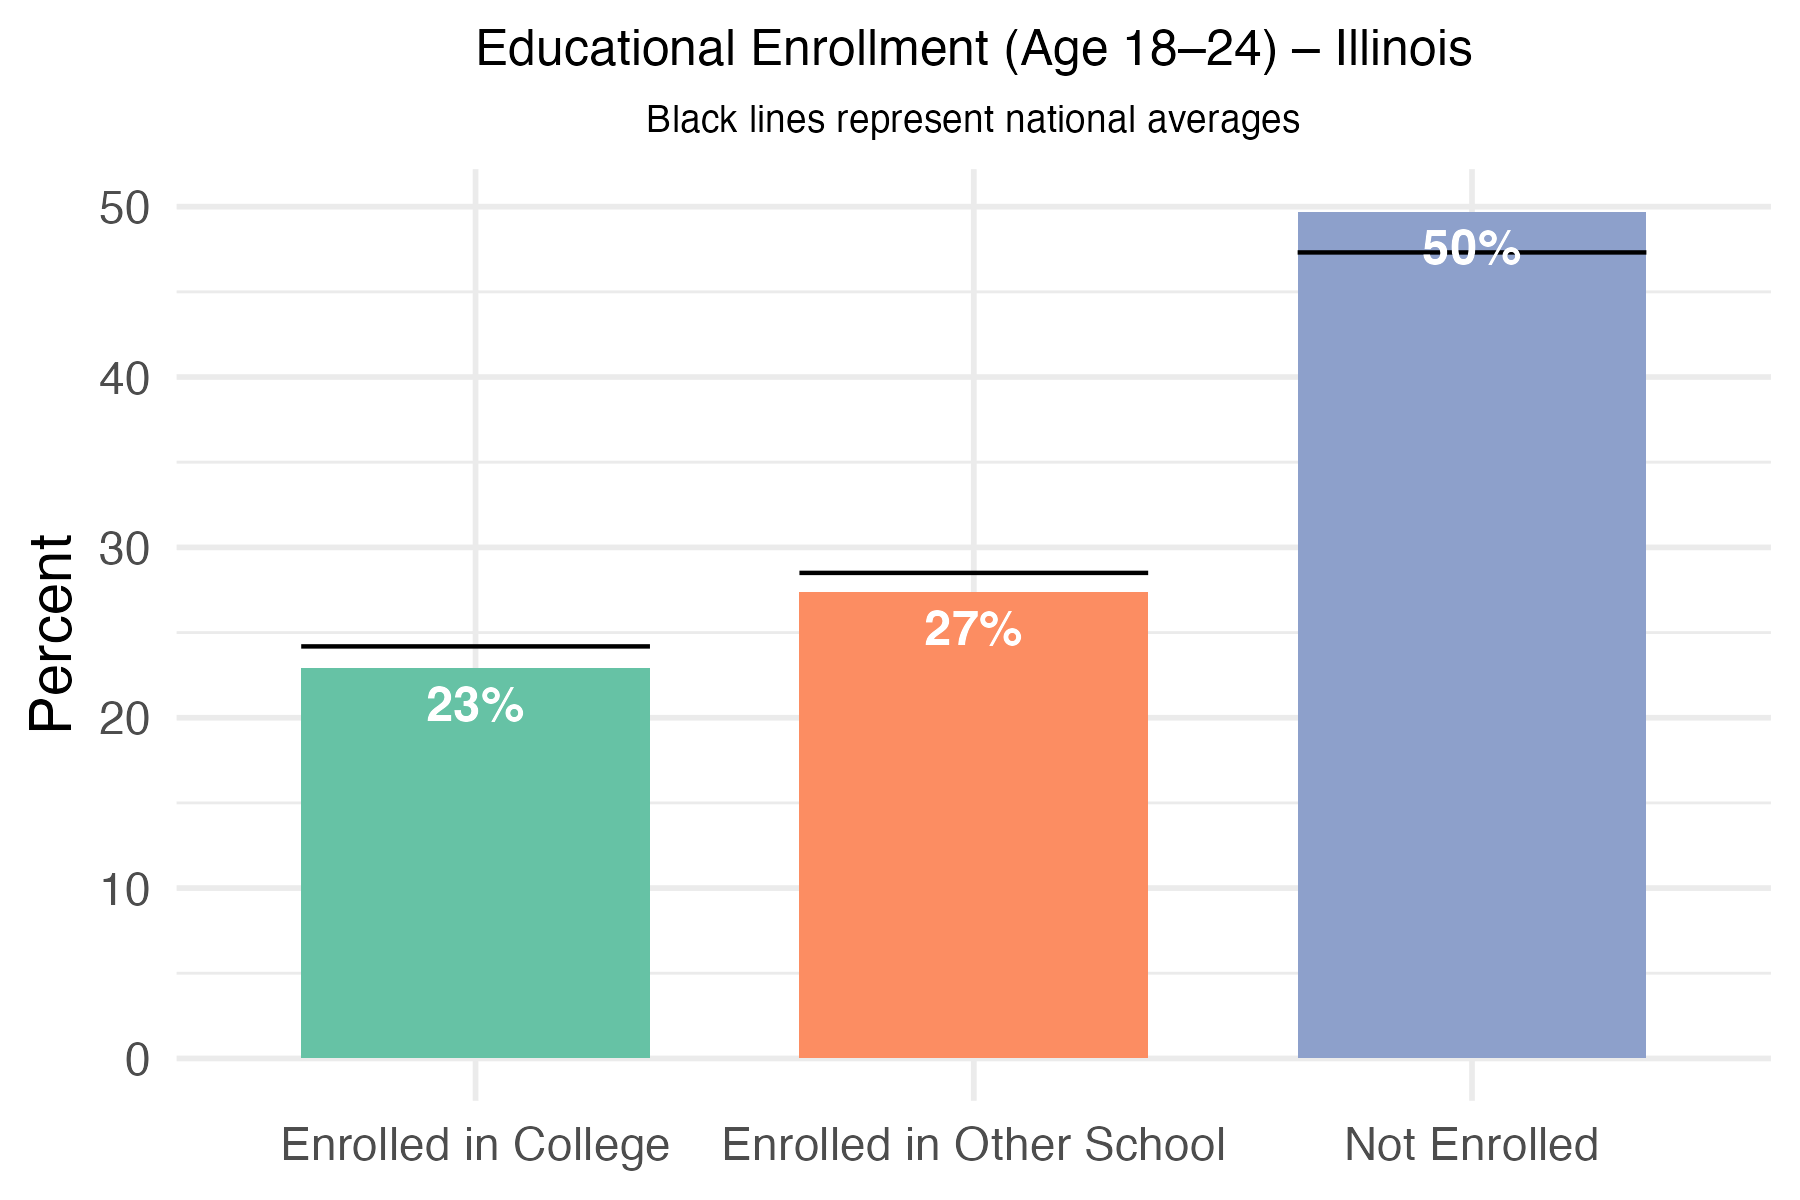 Educational Enrollment (Age 18–24) – Illinois
Black lines represent national averages
Percent
50
40
30
20
10
0
23%
27%
50%
Enrolled in College
Enrolled in Other School
Not Enrolled